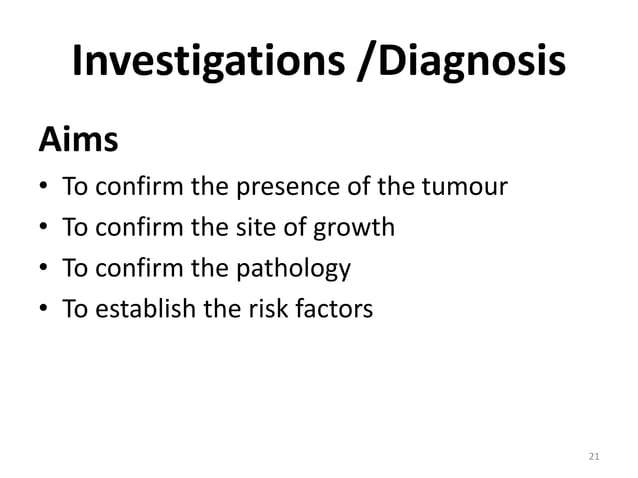 Investigations /Diagnosis
Aims
• To confirm the presence of the tumour
• To confirm the site of growth
• To confirm the pathology
• To establish the risk factors
21